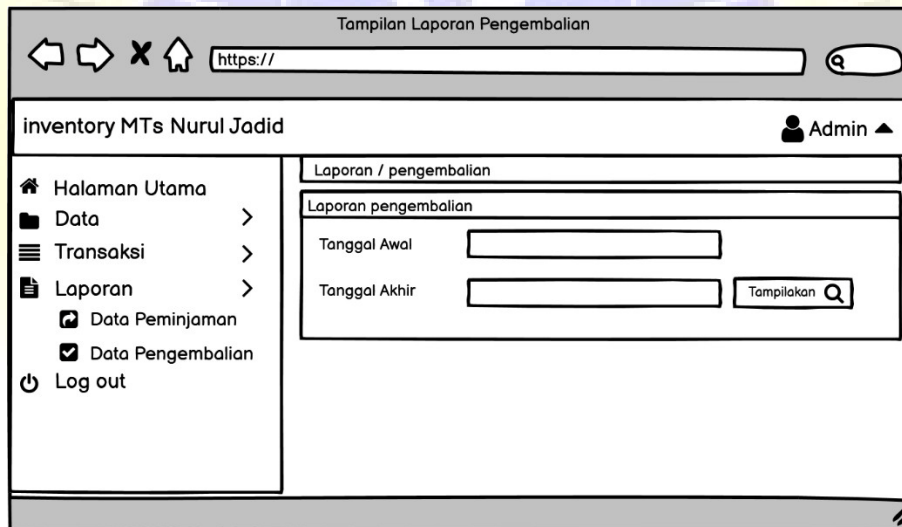 Tampilan Laporan Pengembalian
https://
inventory MTs Nurul Jadid
Admin
Halaman Utama
Data
Transaksi
Laporan
Data Peminjaman
Data Pengembalian
Log out
Laporan / pengembalian
Laporan pengembalian
Tanggal Awal
Tanggal Akhir
Tampilakan